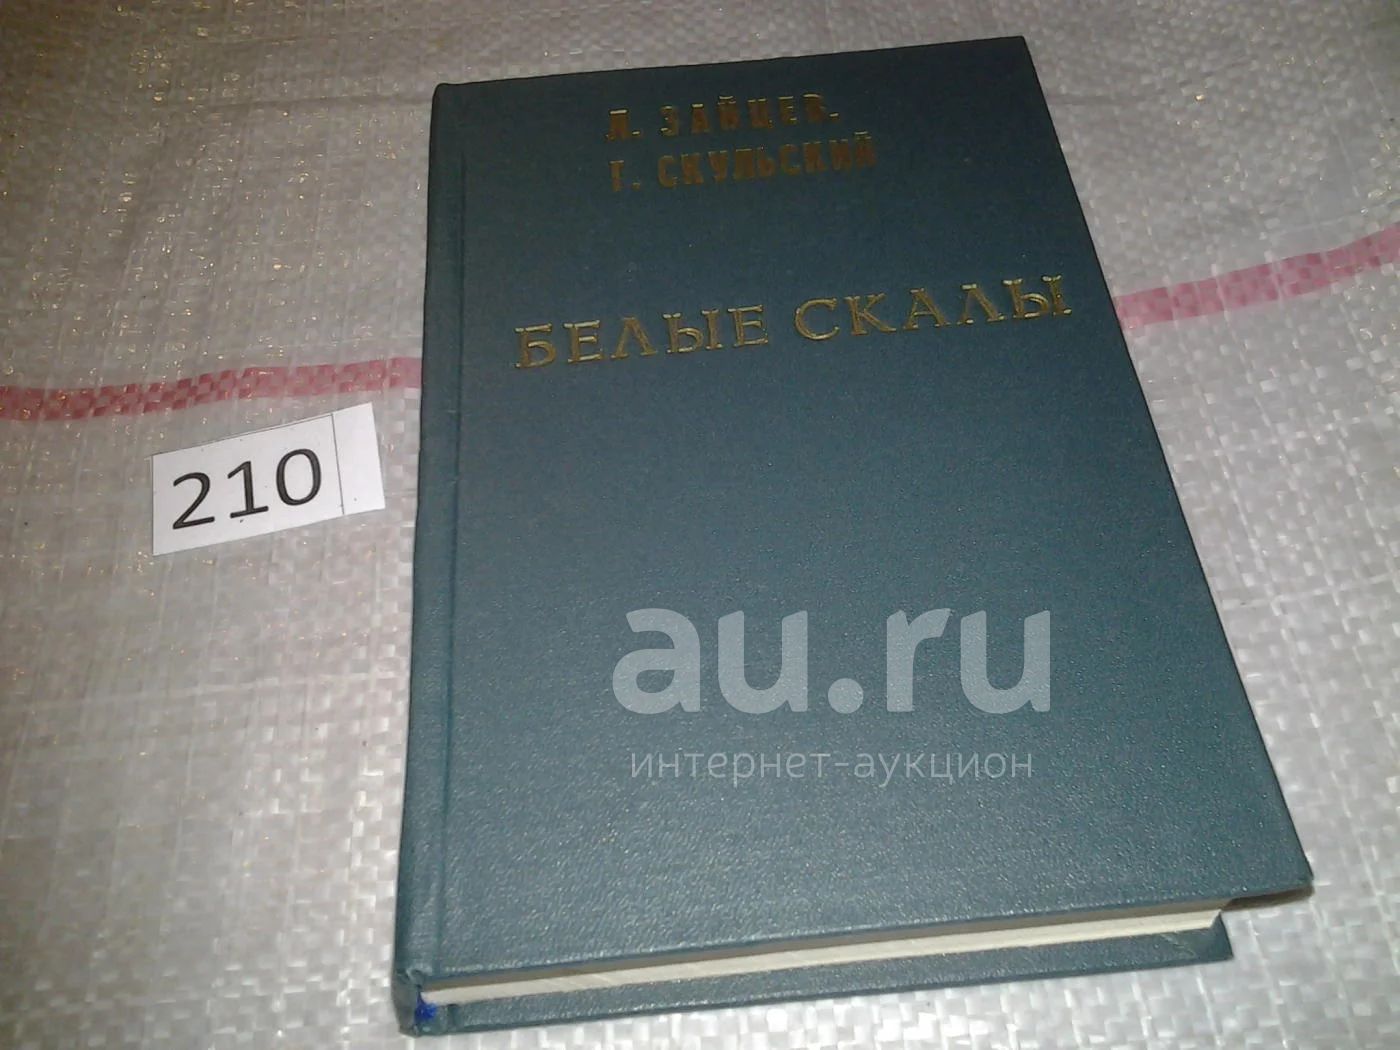 Л. ЗАЙЦЕВ,
Г. СКУЛЬСКИЙ
БЕЛЫЕ СКАЛЫ
210
au.ru
интернет-аукцион